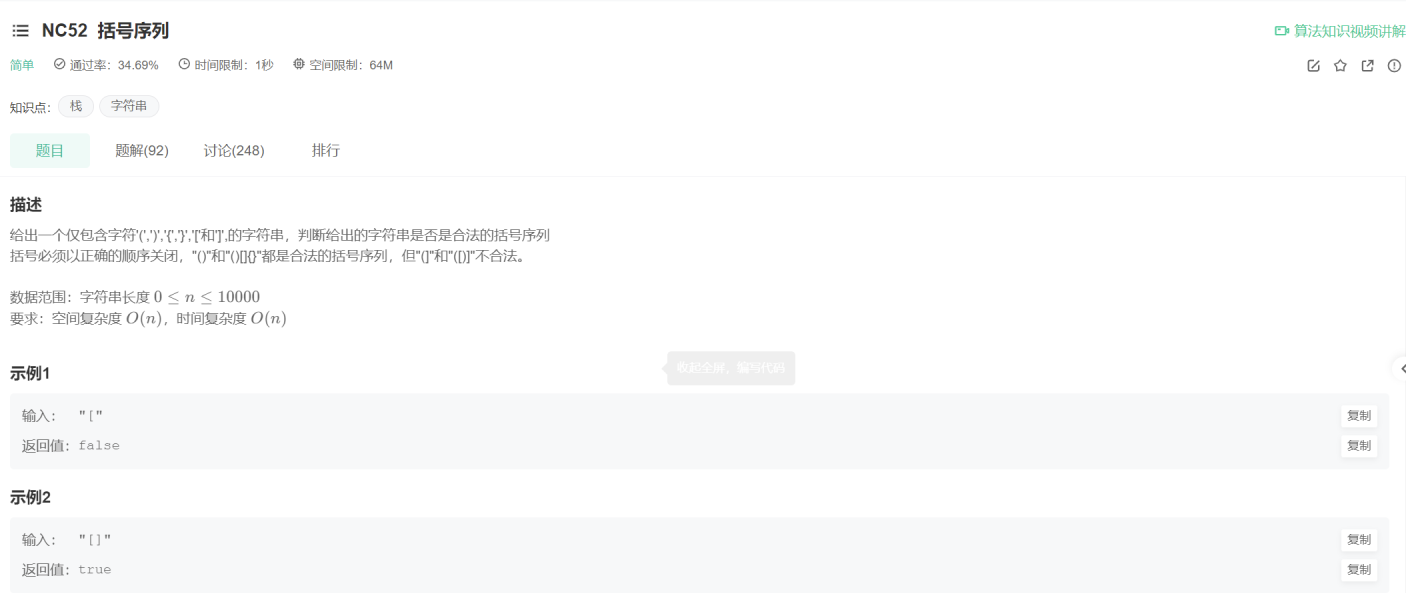 NC52 括号序列
算法知识视频讲解
简单 通过率：34.69% 时间限制：1秒 空间限制：64M
知识点： 栈 字符串
题目 题解(92) 讨论(248) 排行
描述
给出一个仅包含字符'(',')','{','}','['和']',的字符串，判断给出的字符串是否是合法的括号序列
括号必须以正确的顺序关闭，"()"和"()[]{}"都是合法的括号序列，但"(]"和"([)]"不合法。
数据范围：字符串长度 0 ≤ n ≤ 10000
要求：空间复杂度 O(n)，时间复杂度 O(n)
收起全屏，编写代码
示例1
输入： "["
复制
返回值：false
复制
示例2
输入： "[]"
复制
返回值：true
复制